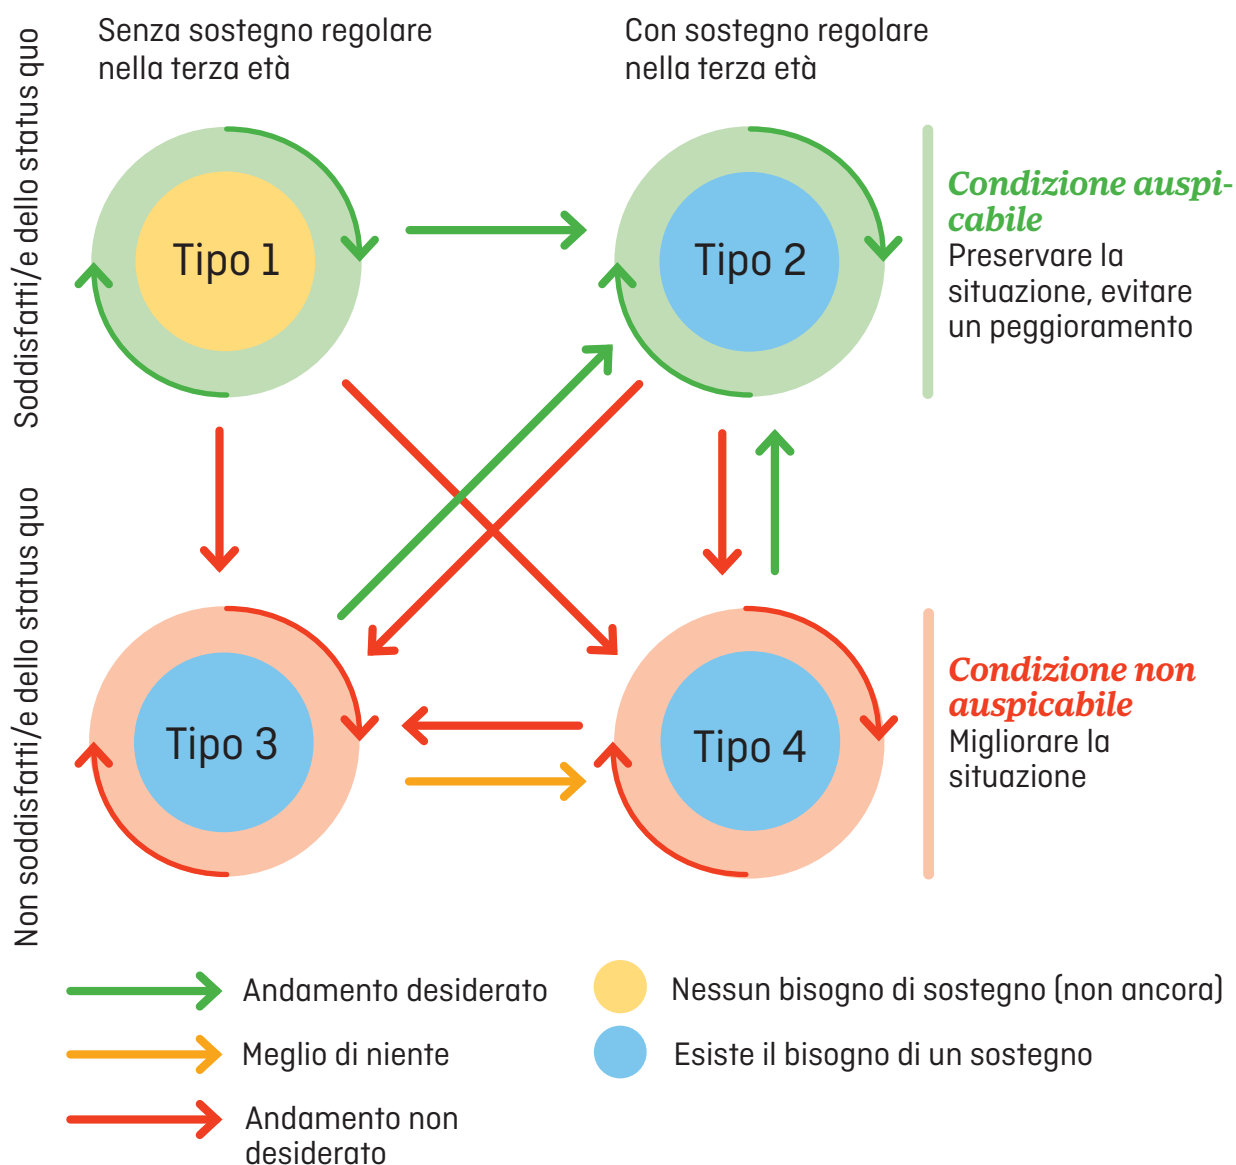 Senza sostegno regolare
nella terza età
Con sostegno regolare
nella terza età
Soddisfatti/e dello status quo
Tipo 1
Tipo 2
Condizione auspi-
cabile
Preservare la
situazione, evitare
un peggioramento
Non soddisfatti/e dello status quo
Tipo 3
Tipo 4
Condizione non
auspicabile
Migliorare la
situazione
Andamento desiderato
Meglio di niente
Andamento non
desiderato
Nessun bisogno di sostegno (non ancora)
Esiste il bisogno di un sostegno